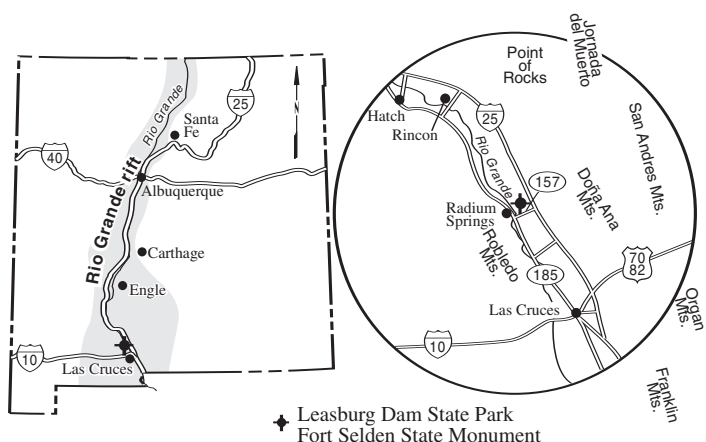 Rio Grande
25
N
Santa
Fe
40
Rio Grande rift
Albuquerque
Carthage
Engle
10
Las Cruces
Jornada
del Muerto
Point
of
Rocks
Hatch
Rincon
25
San Andres Mts.
Rio Grande
157
Doña Ana
Mts.
Radium
Springs
Robledo
Mts.
185
70
82
Las Cruces
Organ
Mts.
10
Franklin
Mts.
Leasburg Dam State Park
Fort Selden State Monument